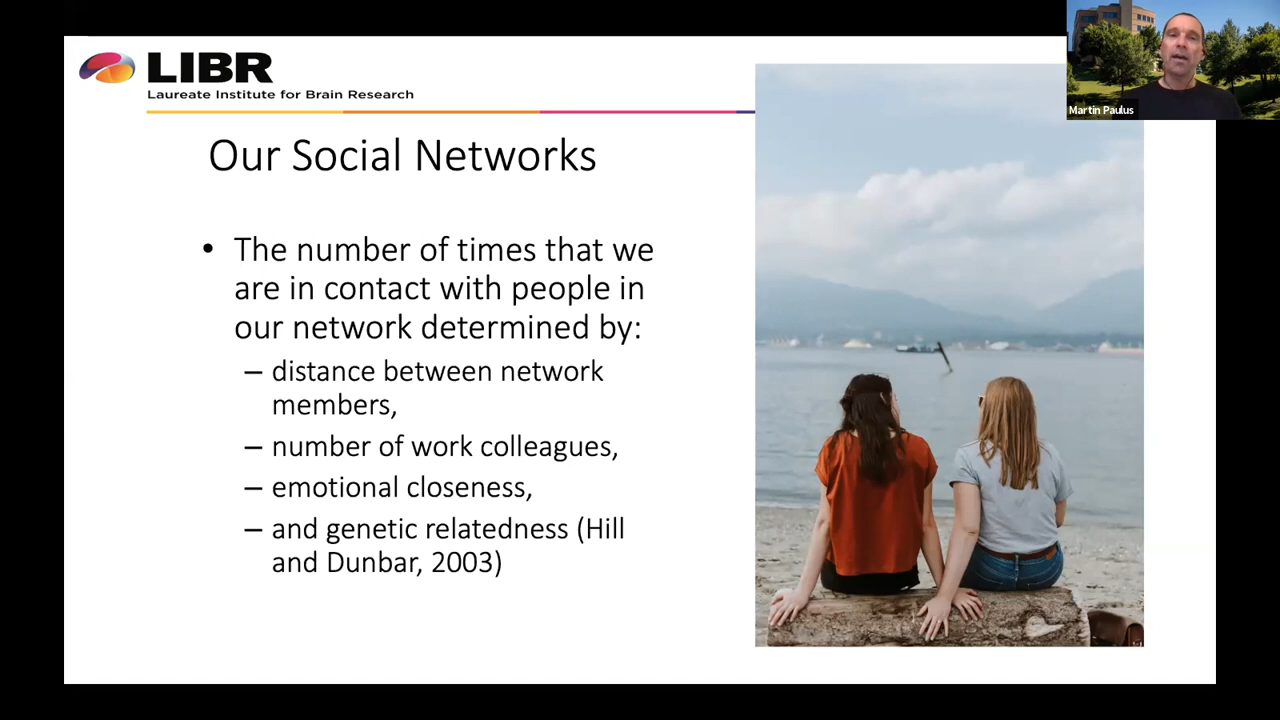 LIBR
Laureate Institute for Brain Research
Martin Paulus
Our Social Networks
• The number of times that we
are in contact with people in
our network determined by:
– distance between network
members,
– number of work colleagues,
– emotional closeness,
– and genetic relatedness (Hill
and Dunbar, 2003)